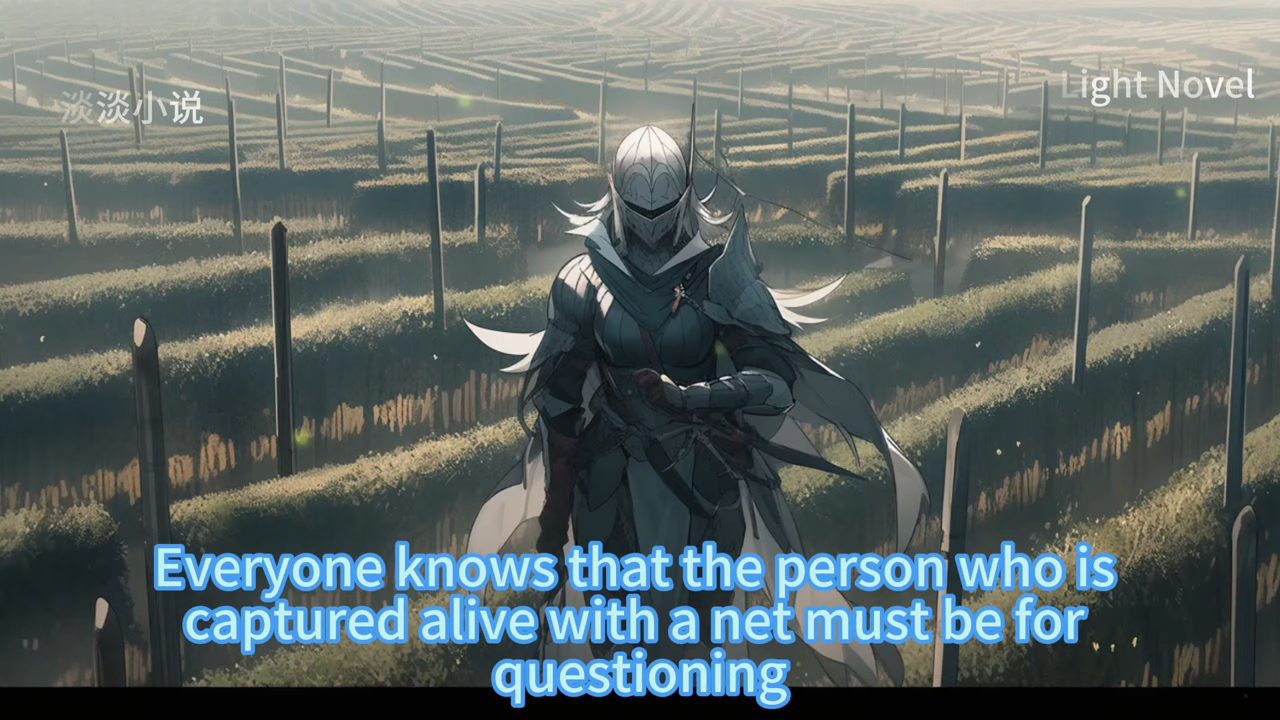 淡淡小说
Light Novel
Everyone knows that the person who is
captured alive with a net must be for
questioning